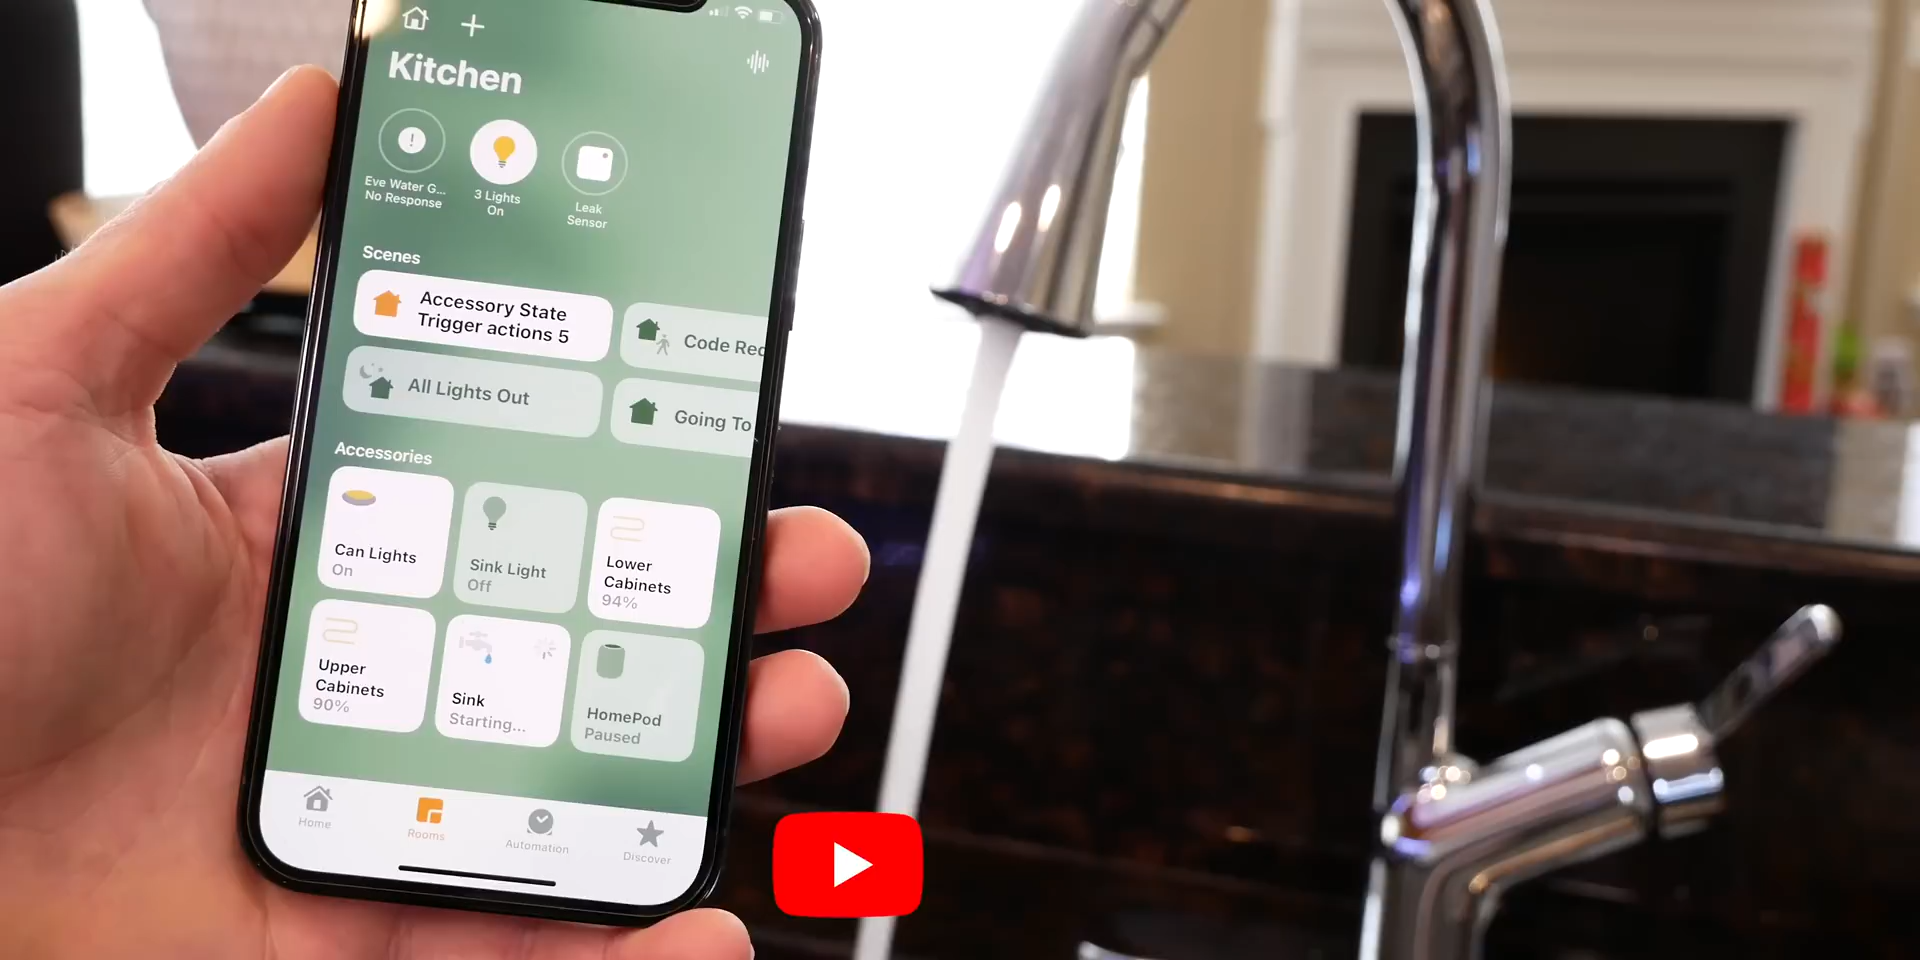 Kitchen
Eve Water G...
No Response
3 Lights
On
Leak
Sensor
Scenes
Accessory State
Trigger actions 5
Code Red
All Lights Out
Going To
Accessories
Can Lights
On
Sink Light
Off
Lower
Cabinets
94%
Upper
Cabinets
90%
Sink
Starting...
HomePod
Paused
Home
Rooms
Automation
Discover